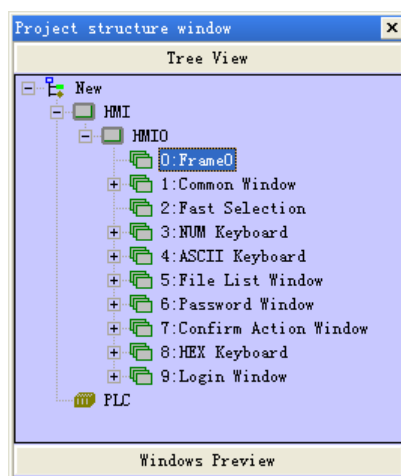 Project structure window
Tree View
New
HMI
HMI0
0:Frame0
1:Common Window
2:Fast Selection
3:NUM Keyboard
4:ASCII Keyboard
5:File List Window
6:Password Window
7:Confirm Action Window
8:HEX Keyboard
9:Login Window
PLC
Windows Preview